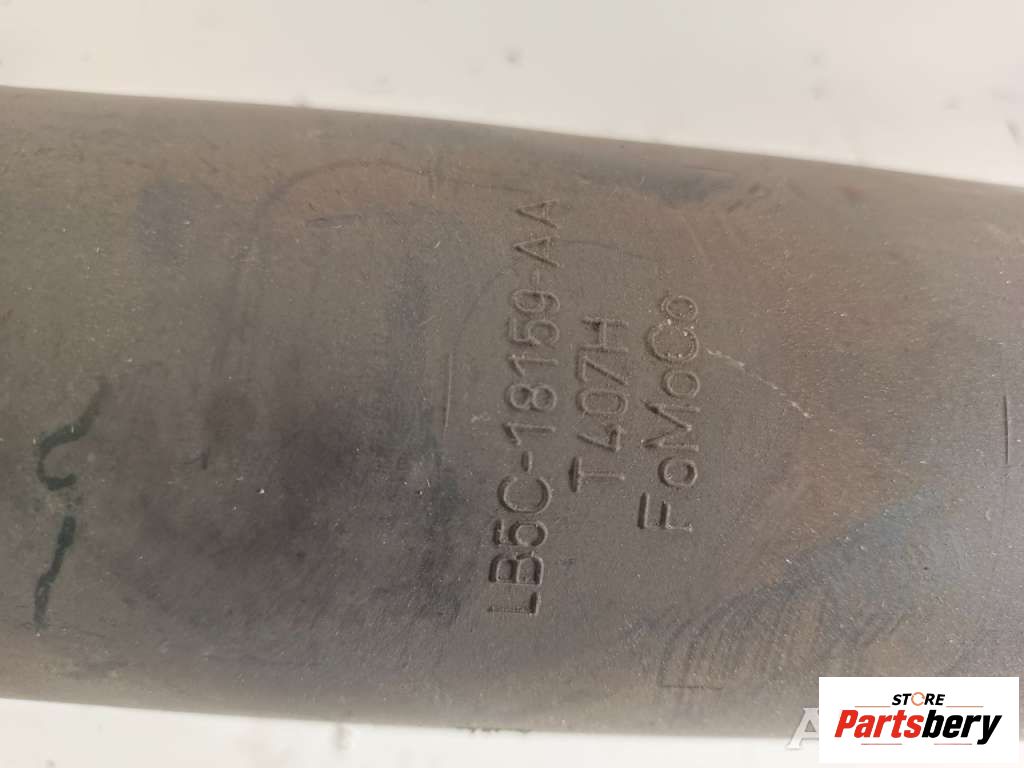 LB5C-18159-AA
T407H
FoMoCo
STORE
Partsbery